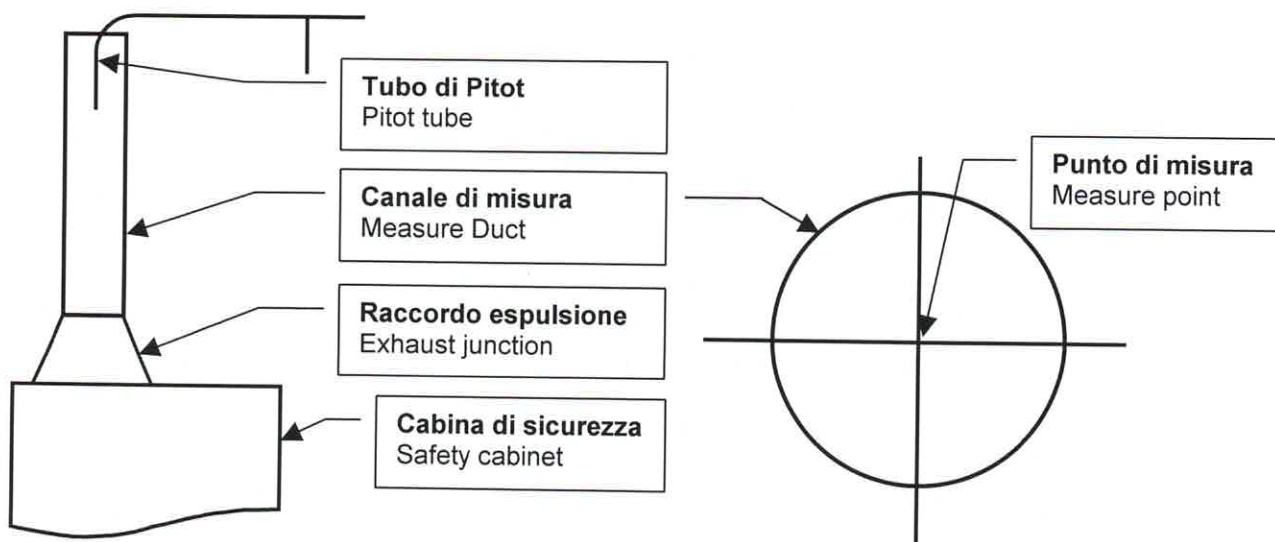 Tubo di Pitot
Pitot tube
Canale di misura
Measure Duct
Raccordo espulsione
Exhaust junction
Cabina di sicurezza
Safety cabinet
Punto di misura
Measure point